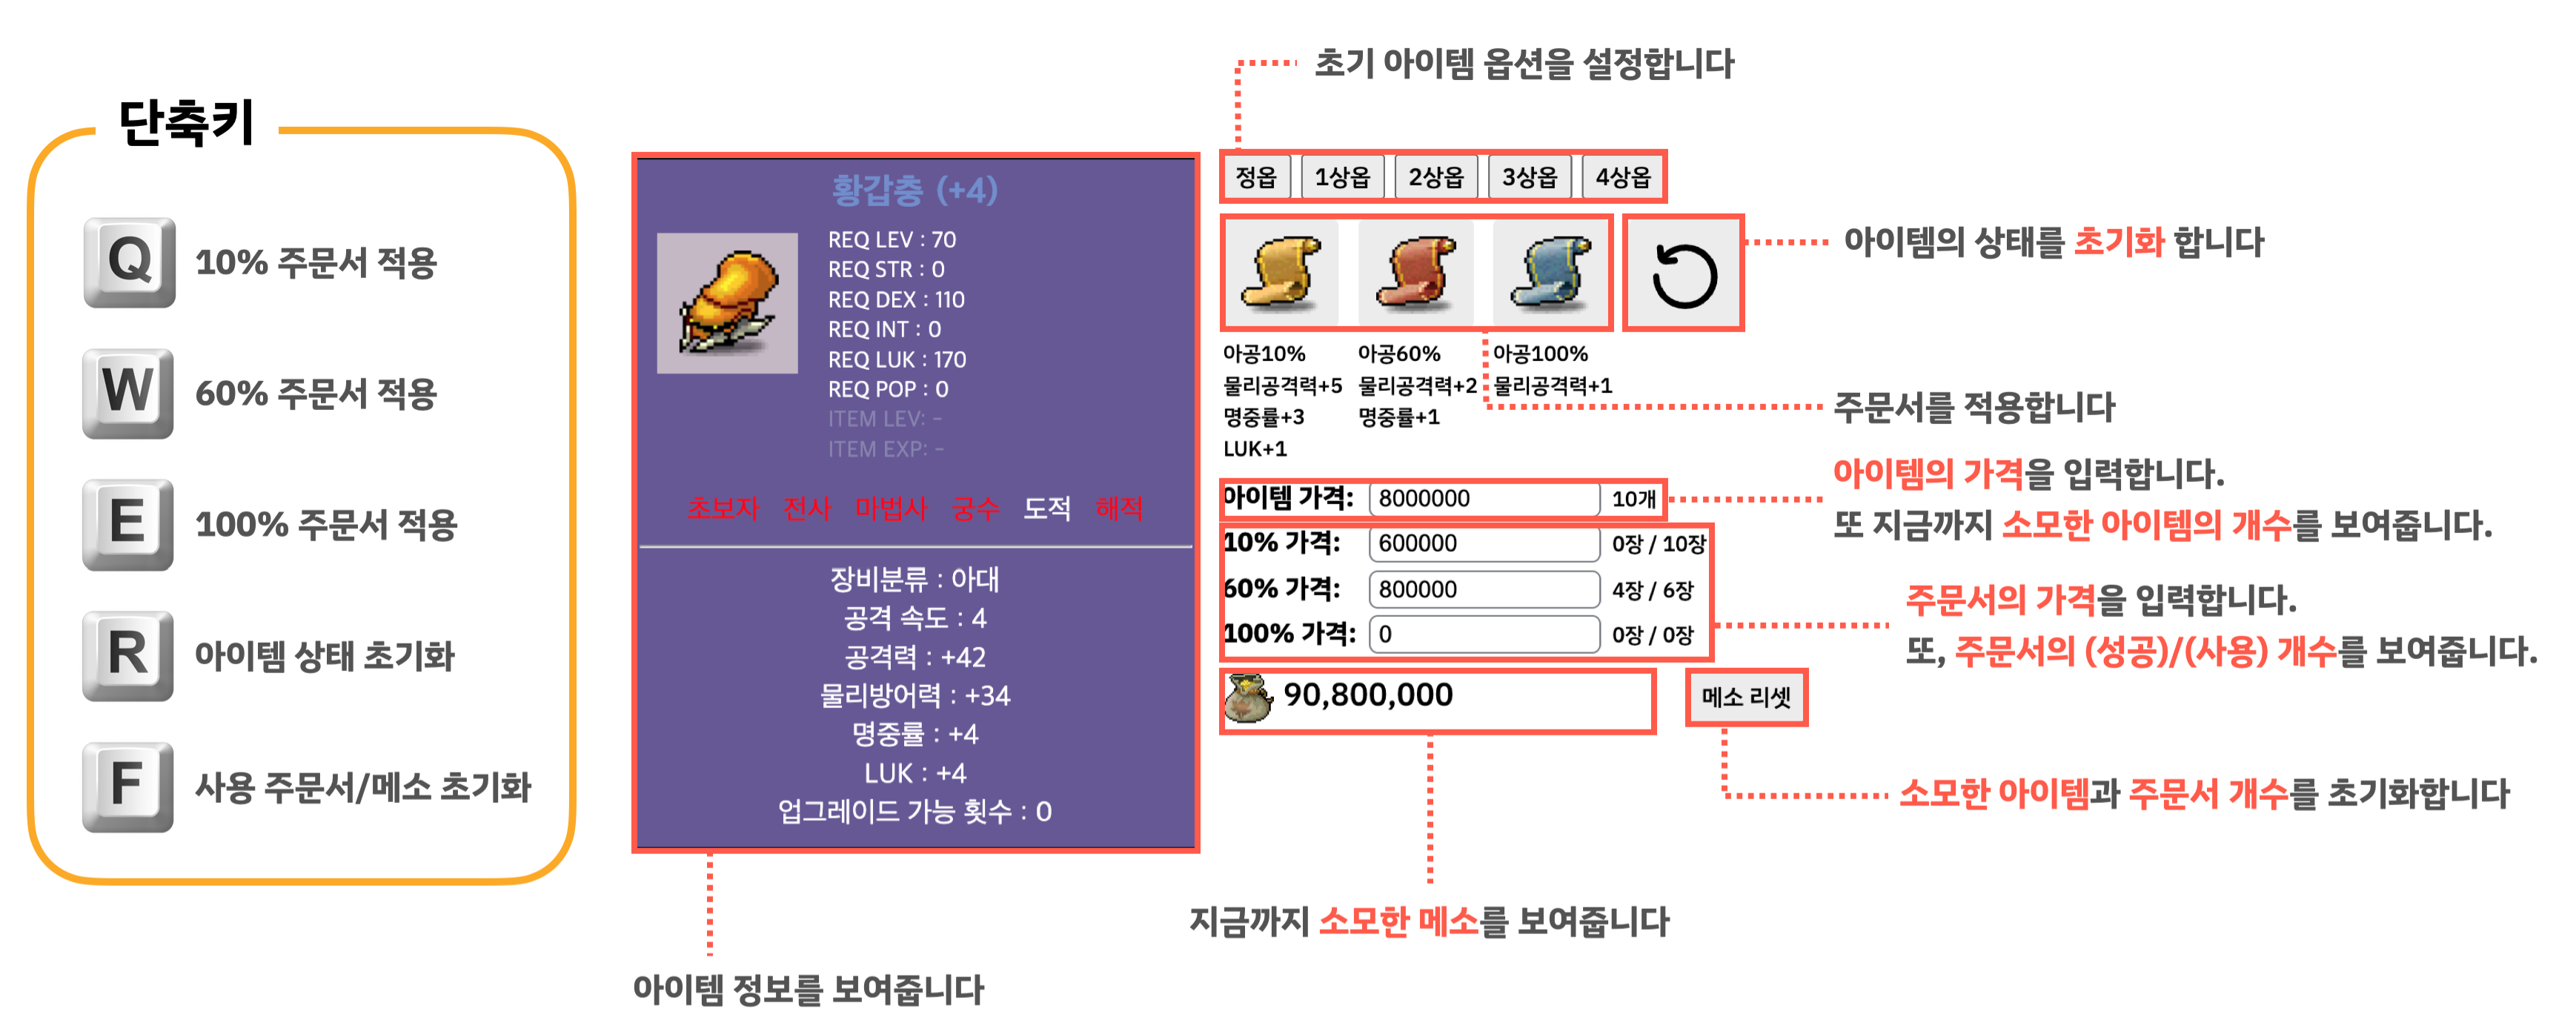 단축키
Q
10% 주문서 적용
W
60% 주문서 적용
E
100% 주문서 적용
R
아이템 상태 초기화
F
사용 주문서/메소 초기화
황갑충 (+4)
REQ LEV : 70
REQ STR : 0
REQ DEX : 110
REQ INT : 0
REQ LUK : 170
REQ POP : 0
ITEM LEV: -
ITEM EXP: -
초보자 전사 마법사 궁수 도적 해적
장비분류 : 아대
공격 속도 : 4
공격력 : +42
물리방어력 : +34
명중률 : +4
LUK : +4
업그레이드 가능 횟수 : 0
아이템 정보를 보여줍니다
초기 아이템 옵션을 설정합니다
정옵 1상옵 2상옵 3상옵 4상옵
아이템의 상태를 초기화 합니다
아공10%
물리공격력+5
명중률+3
LUK+1
아공60%
물리공격력+2
명중률+1
아공100%
물리공격력+1
주문서를 적용합니다
아이템 가격: 8000000 10개
아이템의 가격을 입력합니다.
또 지금까지 소모한 아이템의 개수를 보여줍니다.
10% 가격: 600000 0장 / 10장
60% 가격: 800000 4장 / 6장
100% 가격: 0 0장 / 0장
주문서의 가격을 입력합니다.
또, 주문서의 (성공)/(사용) 개수를 보여줍니다.
90,800,000
메소 리셋
소모한 아이템과 주문서 개수를 초기화합니다
지금까지 소모한 메소를 보여줍니다